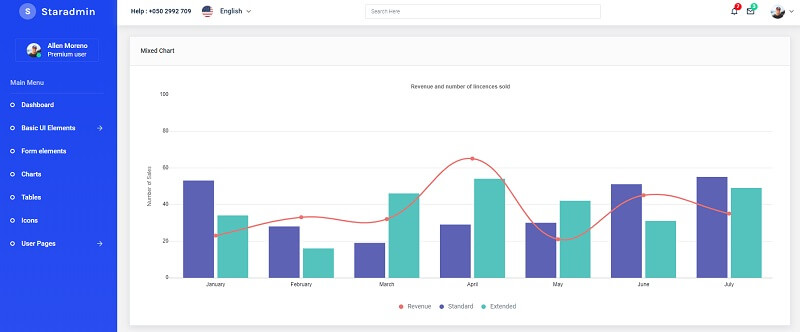 S Staradmin
Help : +050 2992 709
English
Search Here
7
5
Allen Moreno
Premium user
Main Menu
Dashboard
Basic UI Elements
Form elements
Charts
Tables
Icons
User Pages
Mixed Chart
Revenue and number of lincences sold
Number of Sales
100
80
60
40
20
0
January February March April May June July
Revenue Standard Extended